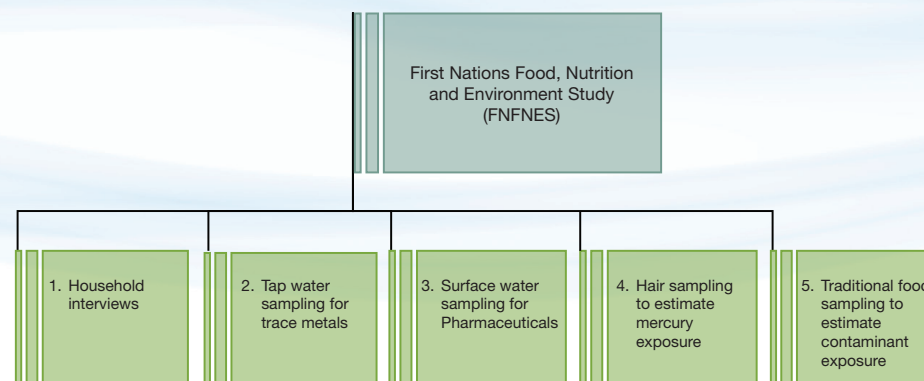 First Nations Food, Nutrition
and Environment Study
(FNFNES)
1. Household
interviews
2. Tap water
sampling for
trace metals
3. Surface water
sampling for
Pharmaceuticals
4. Hair sampling
to estimate
mercury
exposure
5. Traditional food
sampling to
estimate
contaminant
exposure